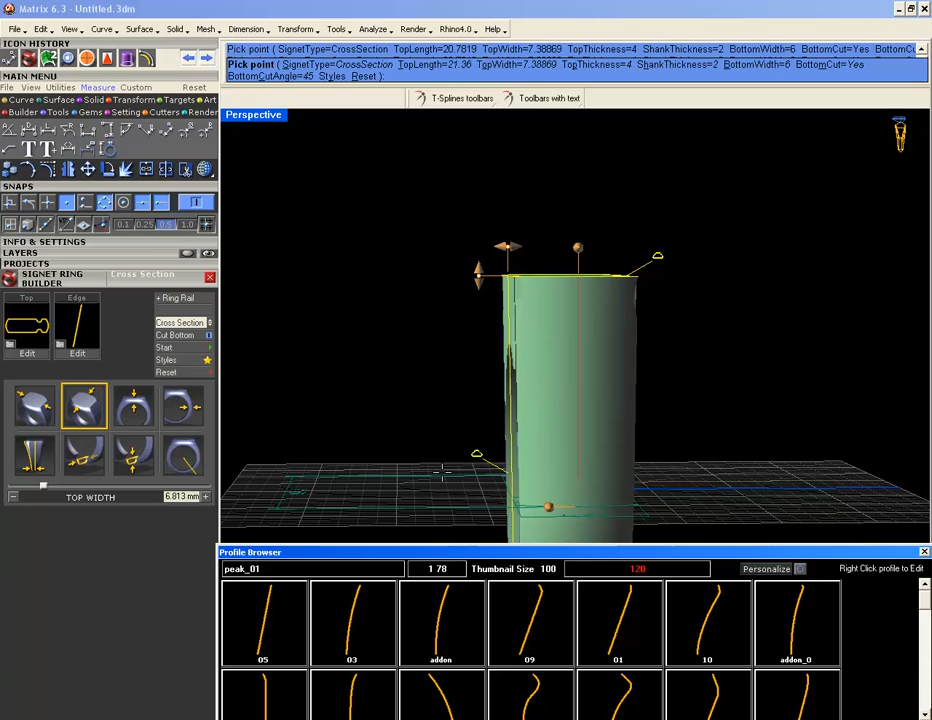 Matrix 6.3 - Untitled.3dm
File Edit View Curve Surface Solid Mesh Dimension Transform Tools Analyze Render Rhino4.0 Help
ICON HISTORY
Pick point ( SignetType=CrossSection TopLength=20.7819 TopWidth=7.38869 TopThickness=4 ShankThickness=2 BottomWidth=6 BottomCut=Yes BottomCu
Pick point ( SignetType=CrossSection TopLength=21.36 TopWidth=7.38869 TopThickness=4 ShankThickness=2 BottomWidth=6 BottomCut=Yes
BottomCutAngle=45 Styles Reset ):
MAIN MENU
File View Utilities Measure Custom Reset
Curve Surface Solid Transform Targets Art
Builder Tools Gems Setting Cutters Render
T-Splines toolbars Toolbars with text
Perspective
SNAPS
0.1 0.25 0.5 1.0
INFO & SETTINGS
LAYERS
PROJECTS
SIGNET RING
BUILDER
Cross Section
Top Edge
Edit Edit
+ Ring Rail
Cross Section
Cut Bottom
Start
Styles
Reset
TOP WIDTH 6.813 mm
Profile Browser
peak_01 1 78 Thumbnail Size 100 120 Personalize Right Click profile to Edit
05 03 addon 09 01 10 addon_0